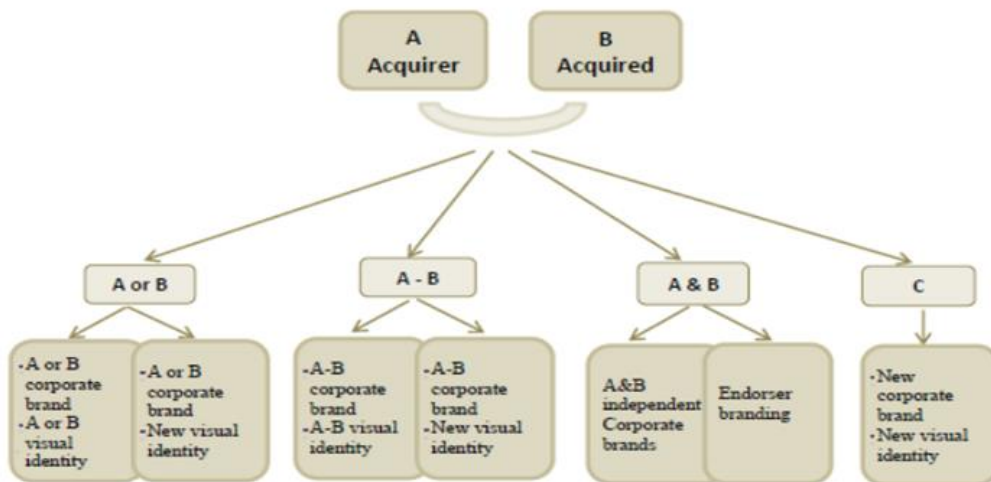 A
Acquirer
B
Acquired
A or B
A - B
A & B
C
-A or B
corporate
brand
-A or B
visual
identity
-A or B
corporate
brand
-New visual
identity
-A-B
corporate
brand
-A-B visual
identity
-A-B
corporate
brand
-New visual
identity
A&B
independent
Corporate
brands
Endorser
branding
-New
corporate
brand
-New visual
identity